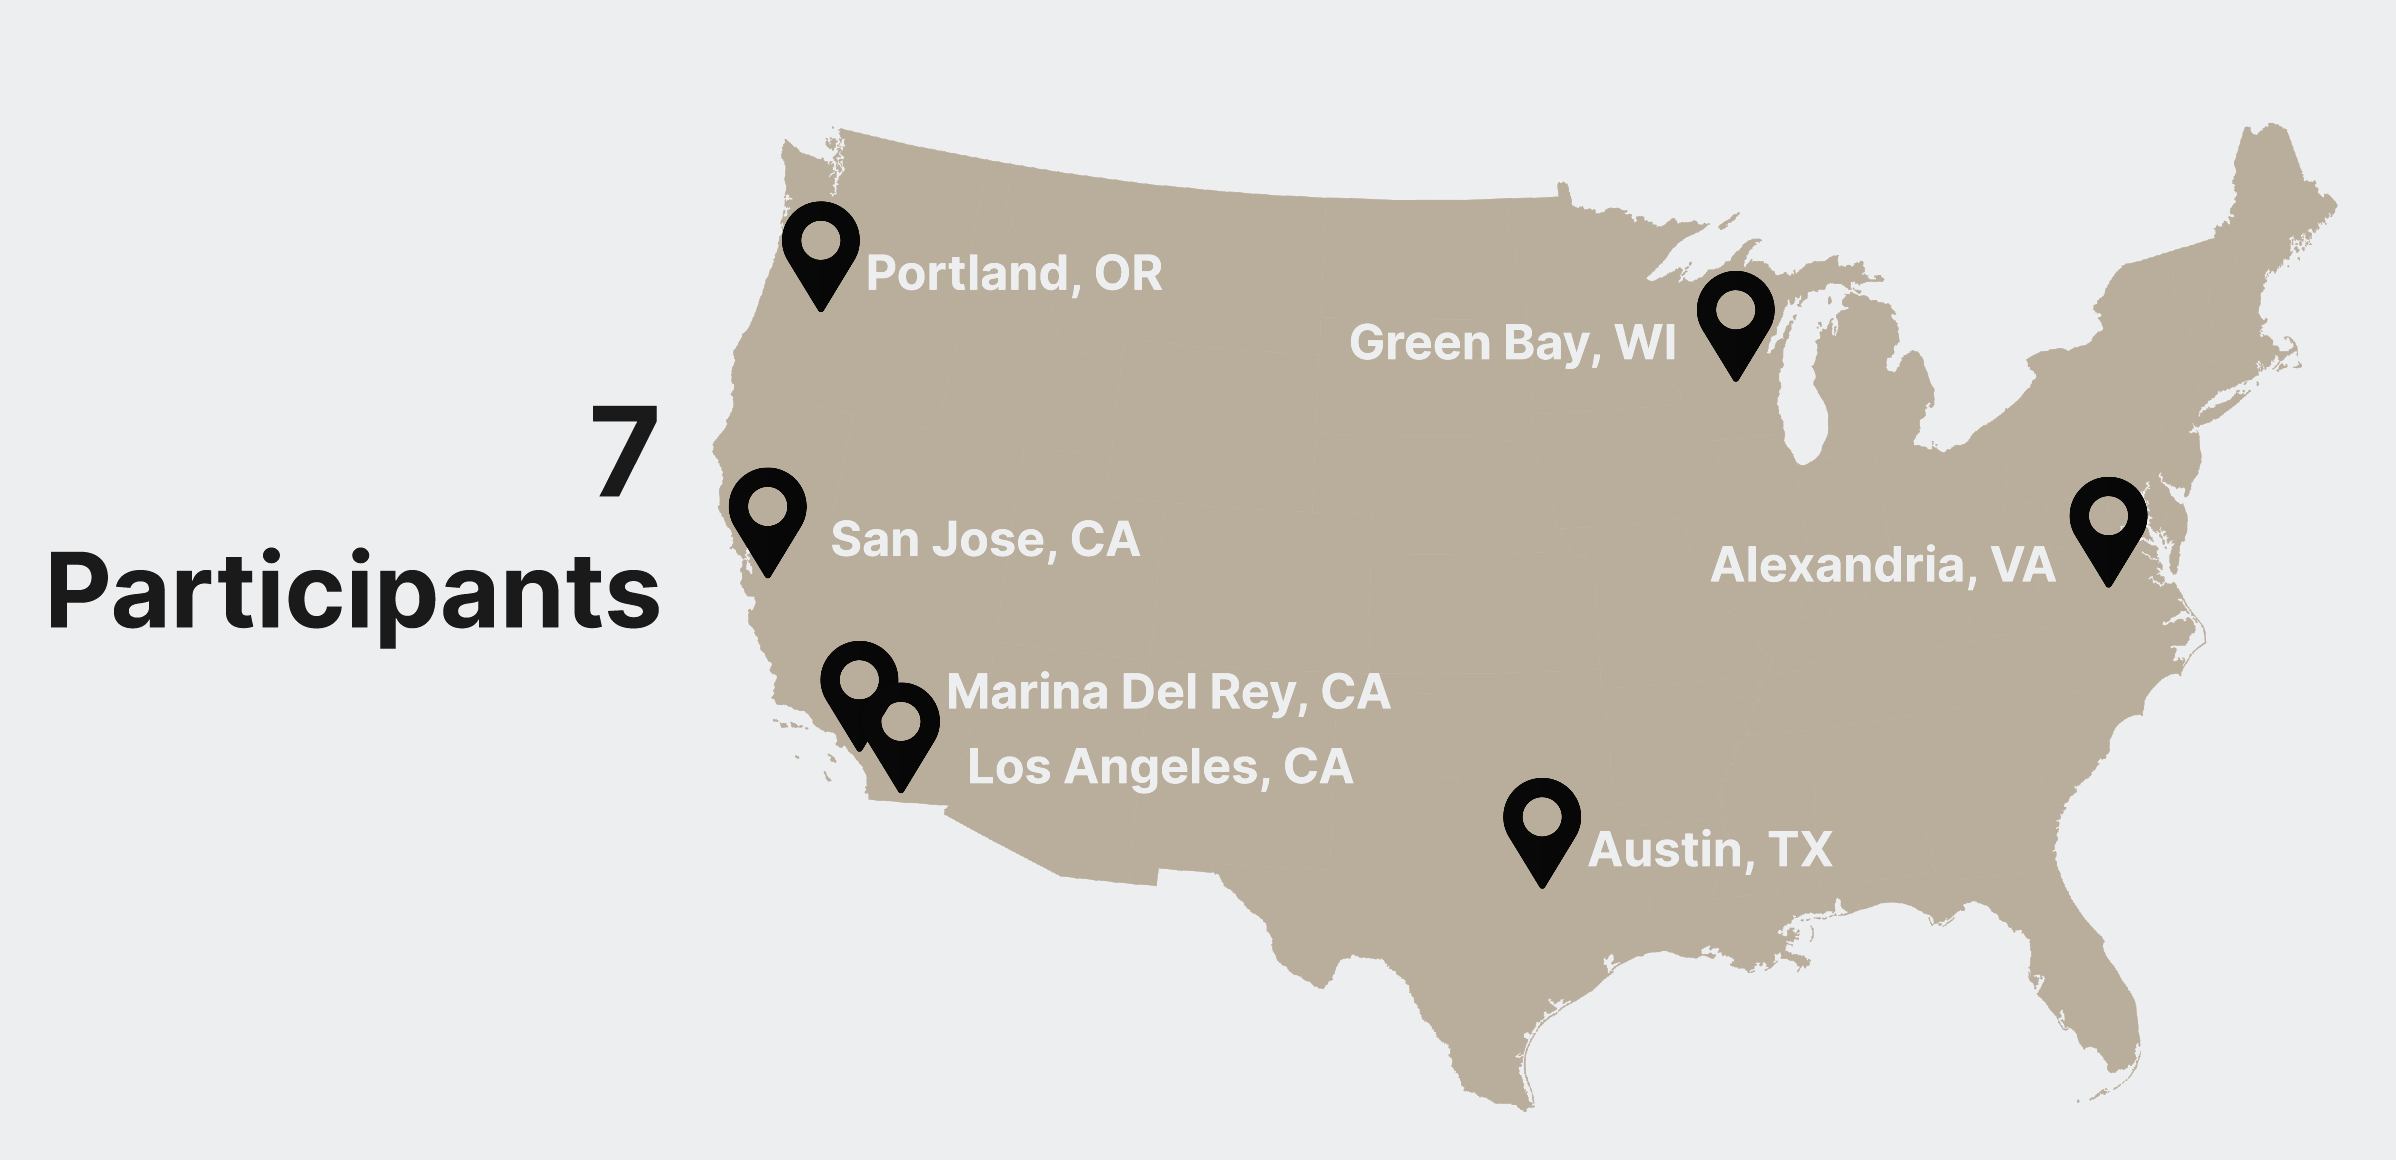 7
Participants
Portland, OR
Green Bay, WI
San Jose, CA
Alexandria, VA
Marina Del Rey, CA
Los Angeles, CA
Austin, TX